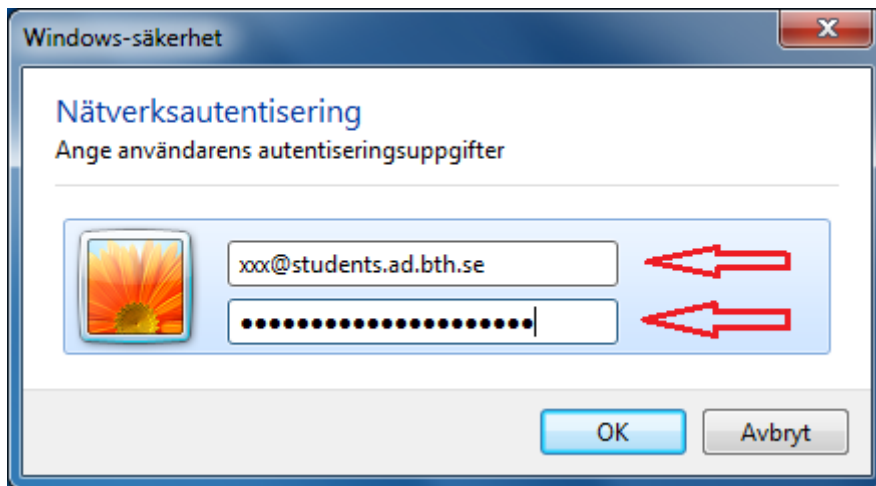 Windows-säkerhet
Nätverksautentisering
Ange användarens autentiseringsuppgifter
xxx@students.ad.bth.se
●●●●●●●●●●●●●●●●●●●●●
OK Avbryt